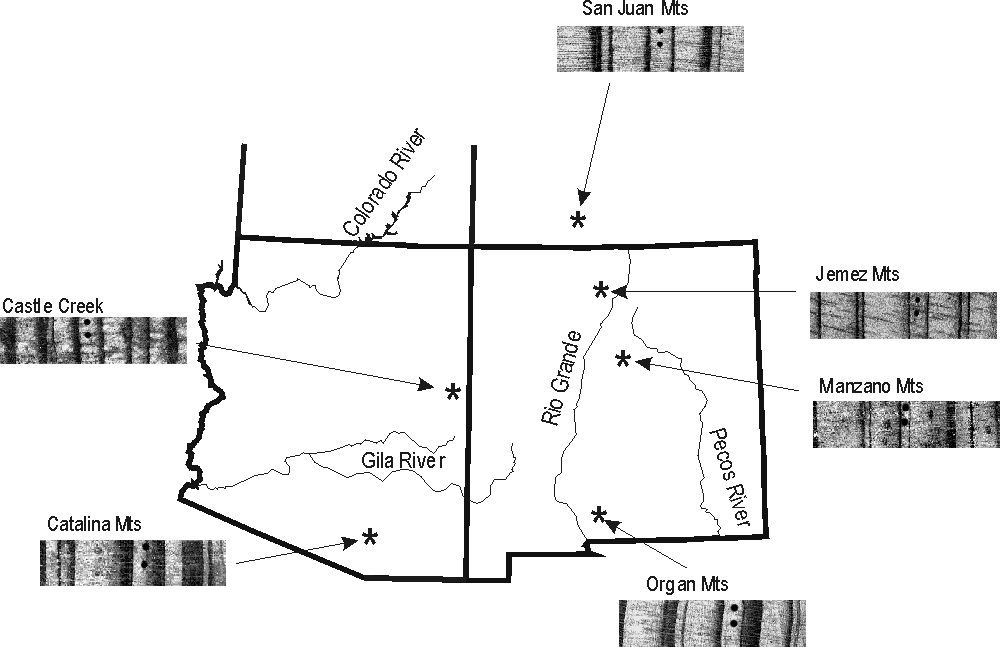 San Juan Mts
Colorado River
Jemez Mts
Castle Creek
Rio Grande
Manzano Mts
Gila River
Pecos River
Catalina Mts
Organ Mts